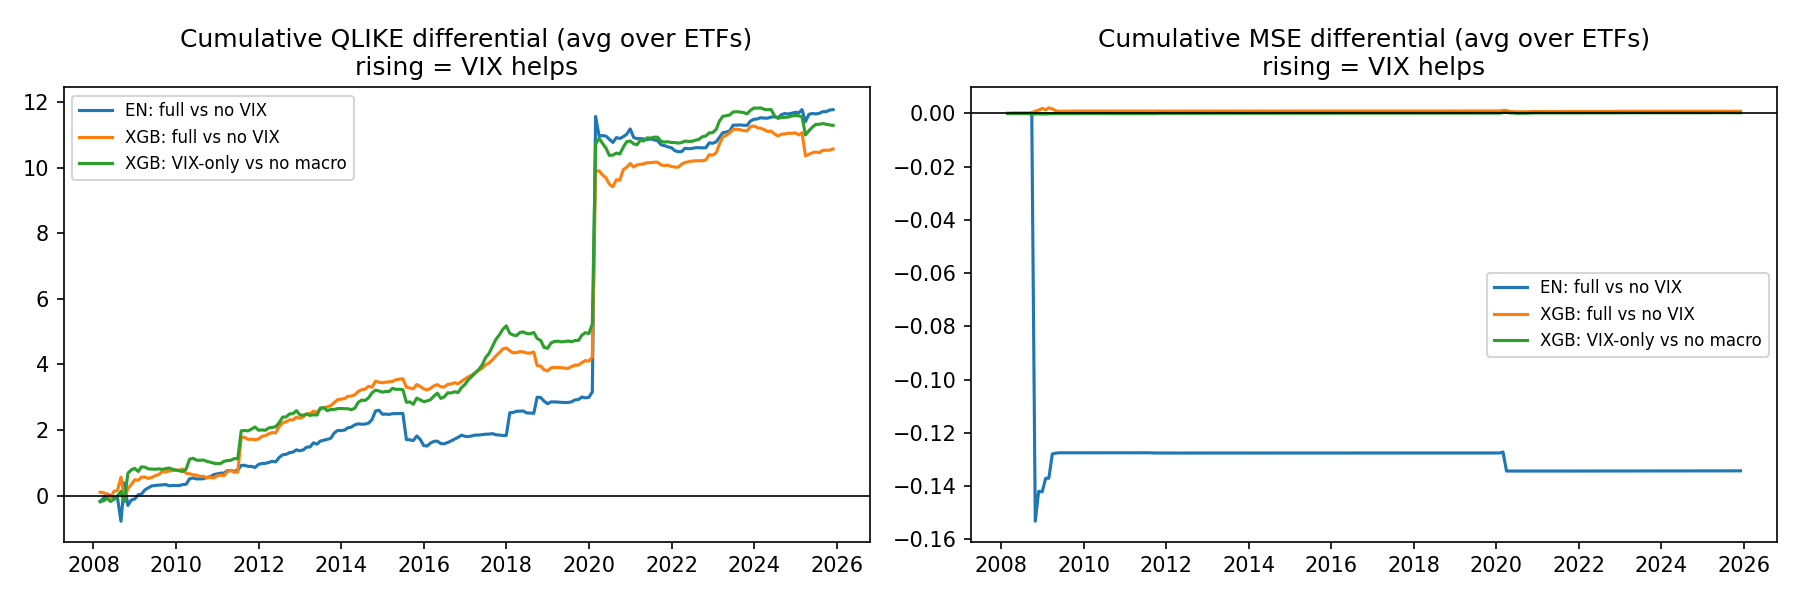 Cumulative QLIKE differential (avg over ETFs)
rising = VIX helps
12
10
8
6
4
2
0
EN: full vs no VIX
XGB: full vs no VIX
XGB: VIX-only vs no macro
2008 2010 2012 2014 2016 2018 2020 2022 2024 2026
Cumulative MSE differential (avg over ETFs)
rising = VIX helps
0.00
−0.02
−0.04
−0.06
−0.08
−0.10
−0.12
−0.14
−0.16
EN: full vs no VIX
XGB: full vs no VIX
XGB: VIX-only vs no macro
2008 2010 2012 2014 2016 2018 2020 2022 2024 2026